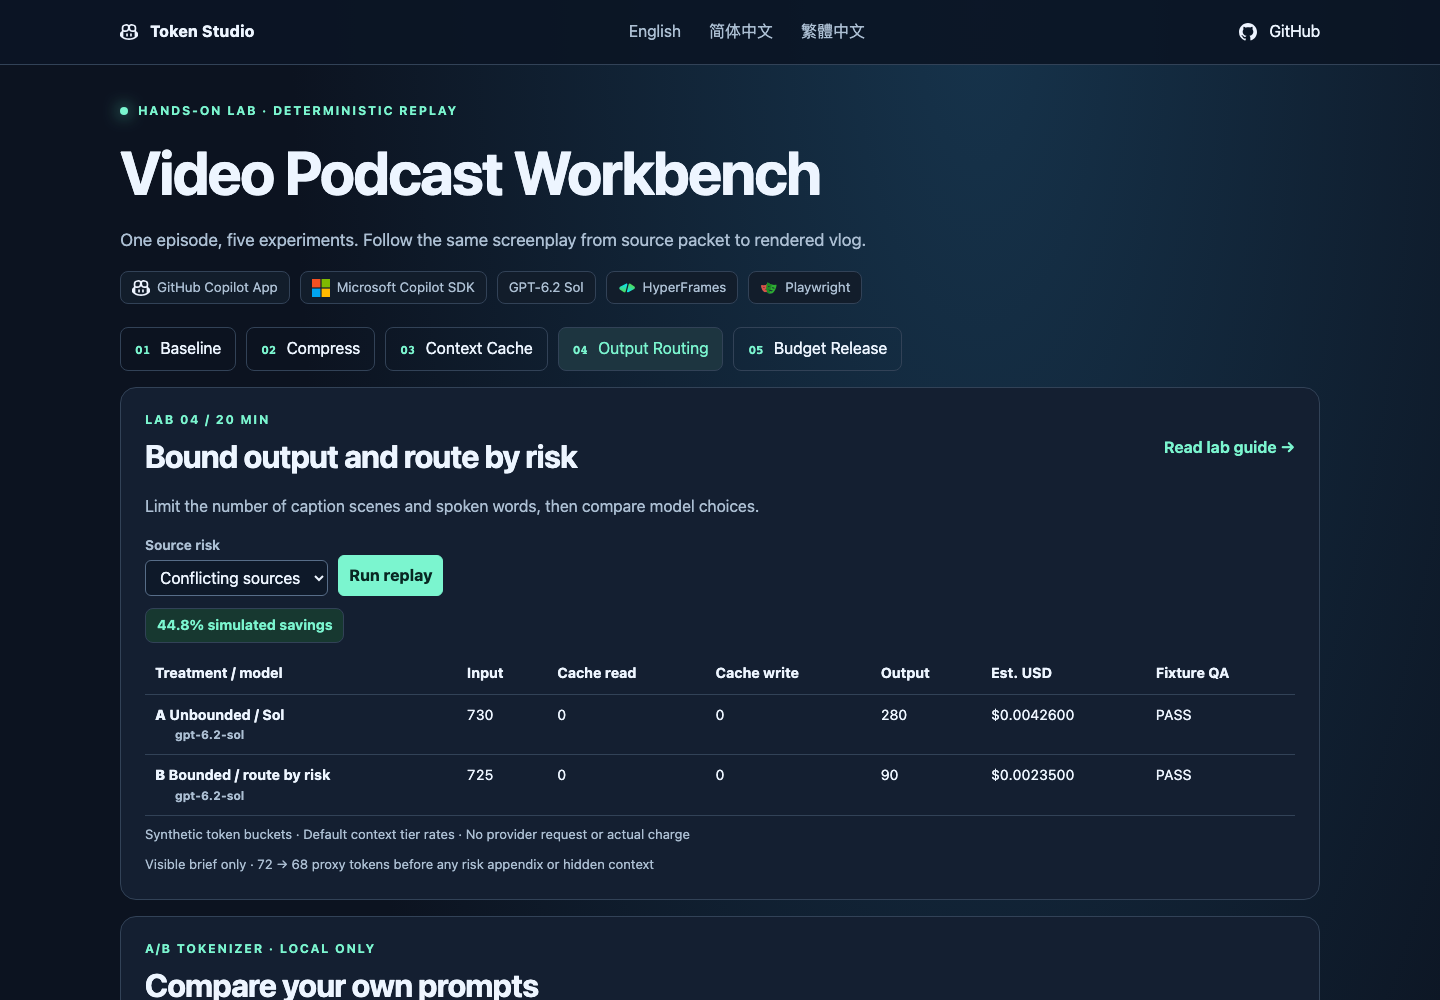 Token Studio
English 简体中文 繁體中文
GitHub
HANDS-ON LAB · DETERMINISTIC REPLAY
Video Podcast Workbench
One episode, five experiments. Follow the same screenplay from source packet to rendered vlog.
GitHub Copilot App Microsoft Copilot SDK GPT-6.2 Sol HyperFrames Playwright
01 Baseline 02 Compress 03 Context Cache 04 Output Routing 05 Budget Release
LAB 04 / 20 MIN
Bound output and route by risk
Read lab guide →
Limit the number of caption scenes and spoken words, then compare model choices.
Source risk
Conflicting sources Run replay
44.8% simulated savings
Treatment / model Input Cache read Cache write Output Est. USD Fixture QA
A Unbounded / Sol 730 0 0 280 $0.0042600 PASS
gpt-6.2-sol
B Bounded / route by risk 725 0 0 90 $0.0023500 PASS
gpt-6.2-sol
Synthetic token buckets · Default context tier rates · No provider request or actual charge
Visible brief only · 72 → 68 proxy tokens before any risk appendix or hidden context
A/B TOKENIZER · LOCAL ONLY
Compare your own prompts